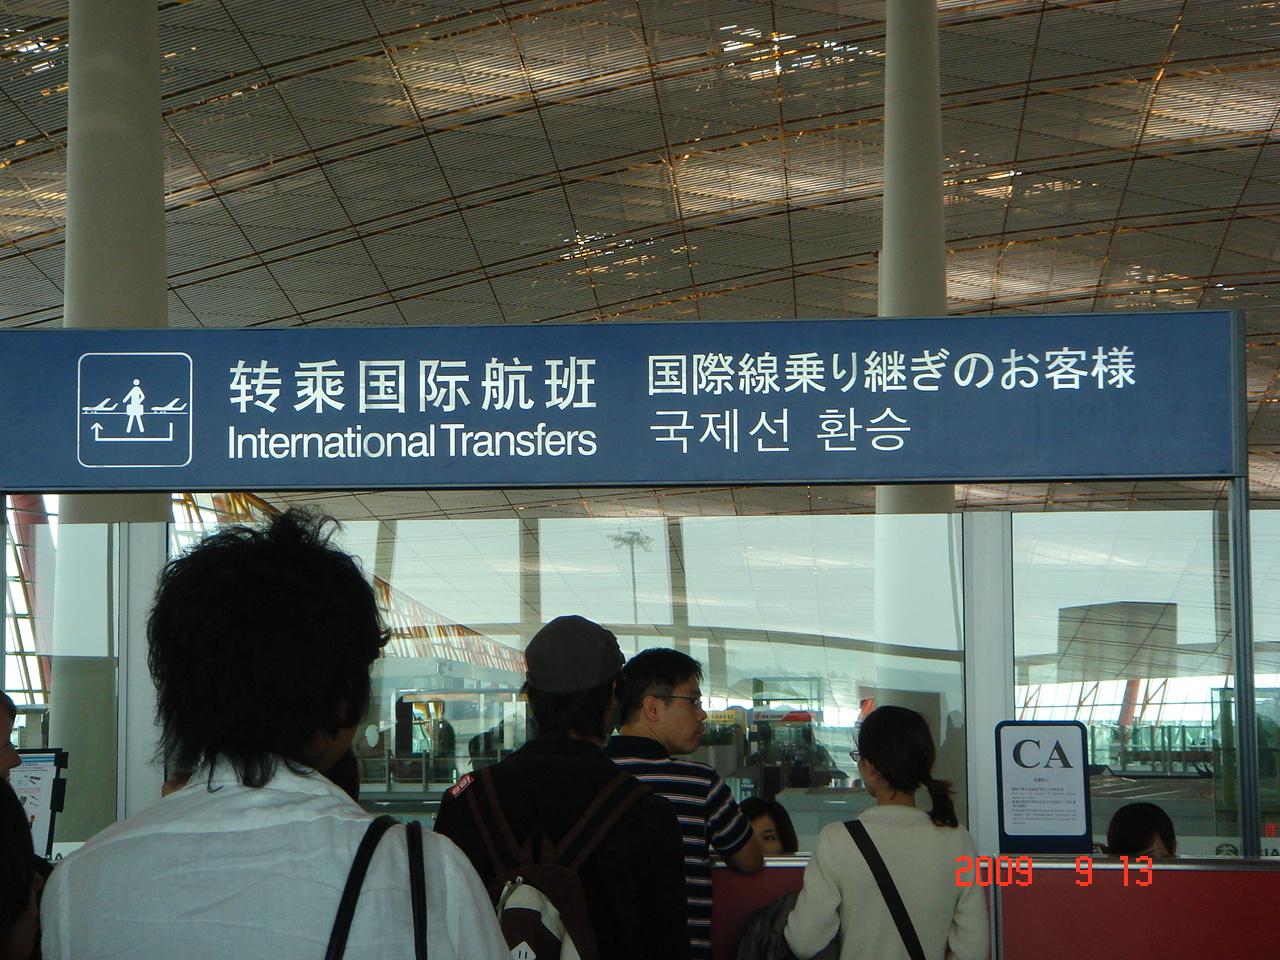 转乘国际航班
International Transfers
国際線乗り継ぎのお客様
국제선 환승
CA
2009 9 13